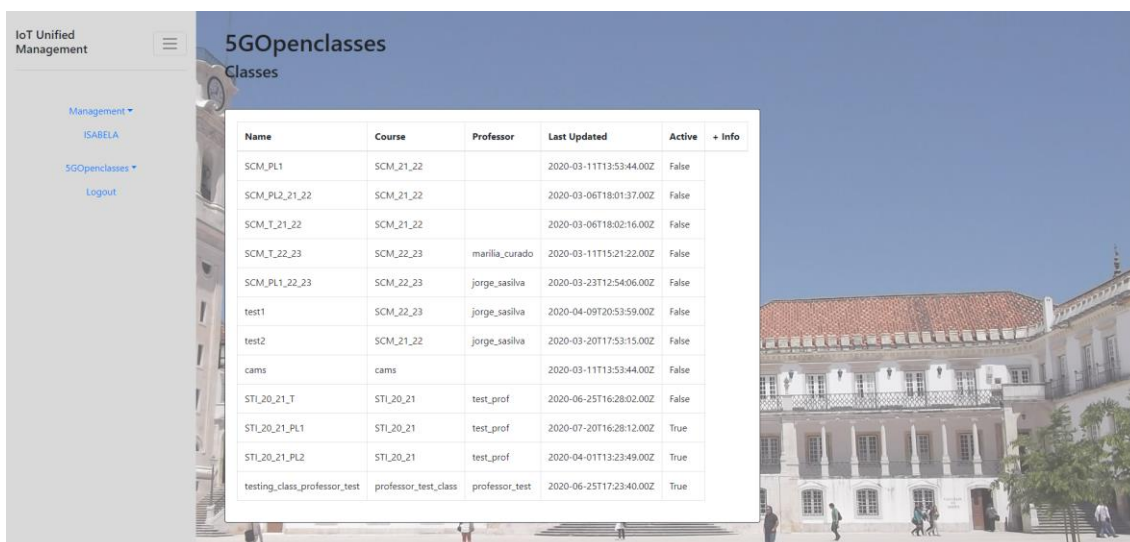 IoT Unified
Management
Management
ISABELA
5GOpenclasses
Logout
5GOpenclasses
Classes
Name Course Professor Last Updated Active + Info
SCM_PL1 SCM_21_22 2020-03-11T13:53:44.00Z False
SCM_PL2_21_22 SCM_21_22 2020-03-06T18:01:37.00Z False
SCM_T_21_22 SCM_21_22 2020-03-06T18:02:16.00Z False
SCM_T_22_23 SCM_22_23 marilia_curado 2020-03-11T15:21:22.00Z False
SCM_PL1_22_23 SCM_22_23 jorge_sasilva 2020-03-23T12:54:06.00Z False
test1 SCM_22_23 jorge_sasilva 2020-04-09T20:53:59.00Z False
test2 SCM_21_22 jorge_sasilva 2020-03-20T17:53:15.00Z False
cams cams 2020-03-11T13:53:44.00Z False
STI_20_21_T STI_20_21 test_prof 2020-06-25T16:28:02.00Z False
STI_20_21_PL1 STI_20_21 test_prof 2020-07-20T16:28:12.00Z True
STI_20_21_PL2 STI_20_21 test_prof 2020-04-01T13:23:49.00Z True
testing_class_professor_test professor_test_class professor_test 2020-06-25T17:23:40.00Z True